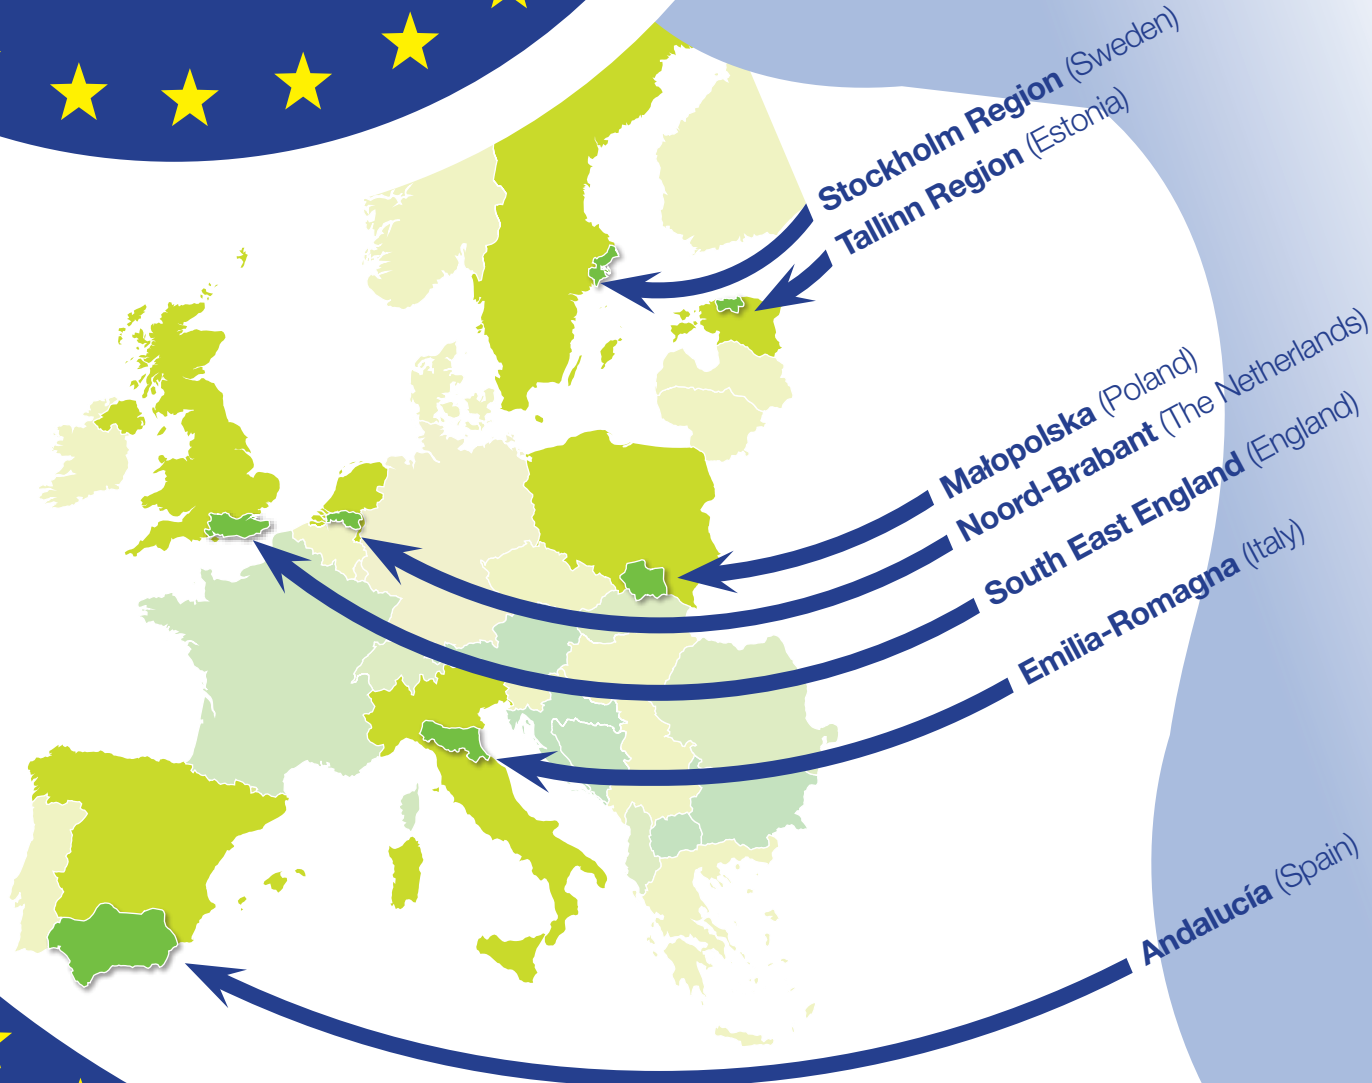 Stockholm Region (Sweden)
Tallinn Region (Estonia)
Małopolska (Poland)
Noord-Brabant (The Netherlands)
South East England (England)
Emilia-Romagna (Italy)
Andalucía (Spain)